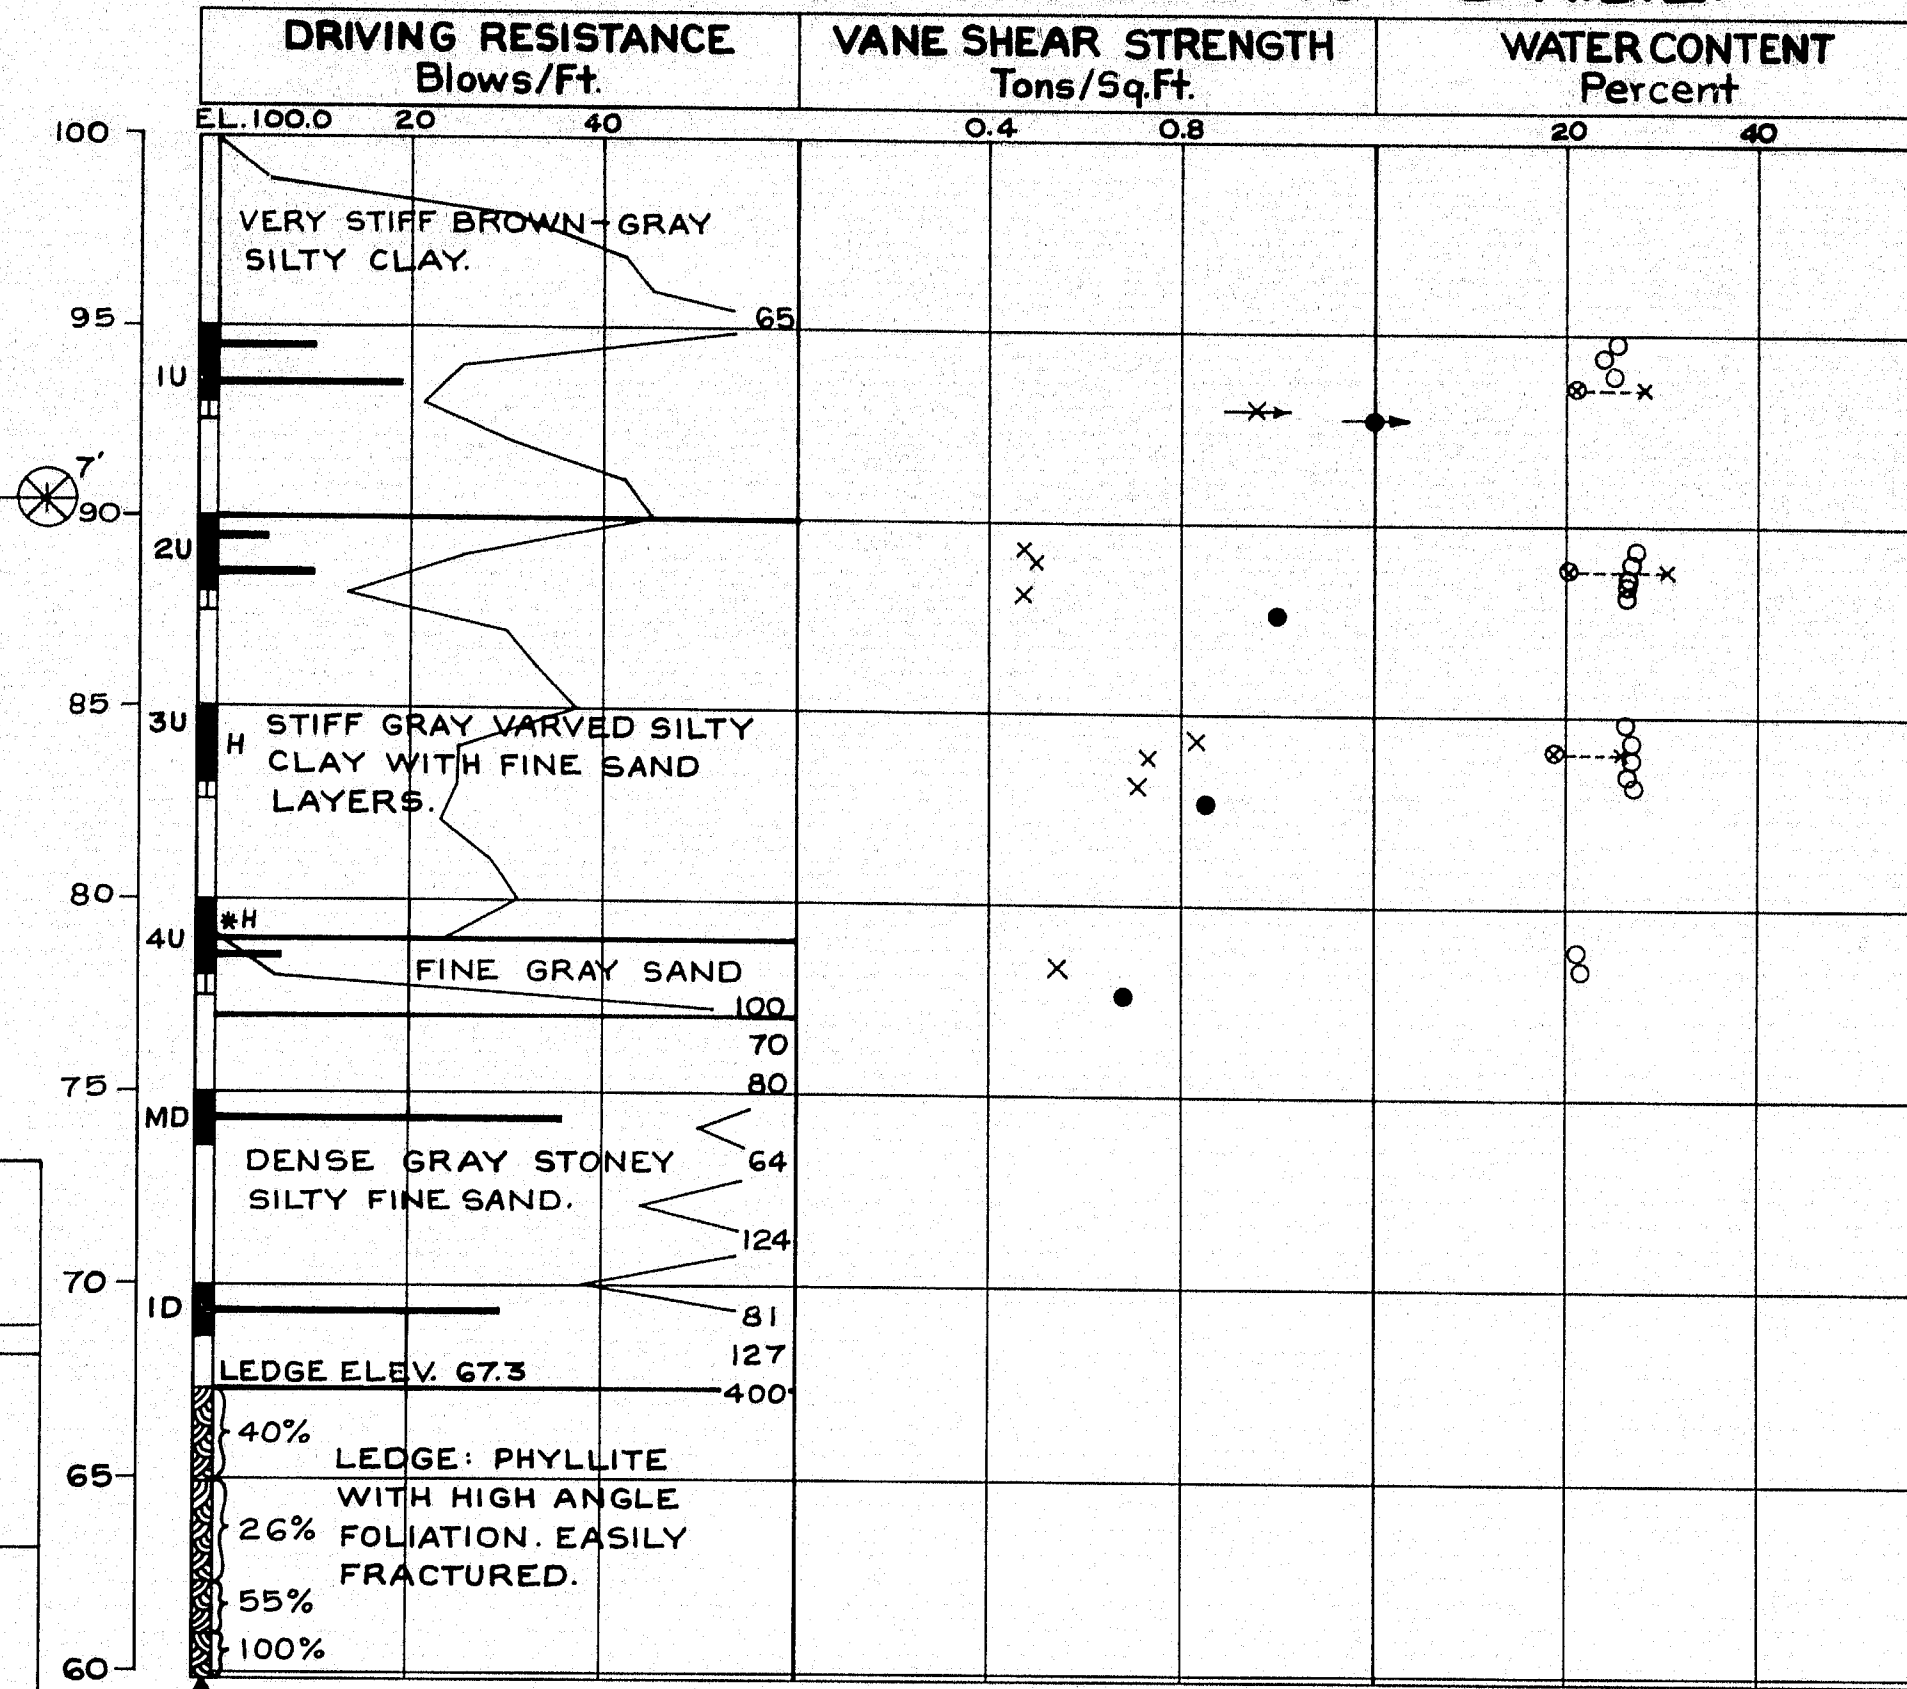 DRIVING RESISTANCE
Blows/Ft.
VANE SHEAR STRENGTH
Tons/Sq.Ft.
WATER CONTENT
Percent
EL.100.0 20 40 0.4 0.8 20 40
100
VERY STIFF BROWN-GRAY
SILTY CLAY.
95
65
1U
7'
90
2U
85
3U
H
STIFF GRAY VARVED SILTY
CLAY WITH FINE SAND
LAYERS.
80
*H
4U
FINE GRAY SAND
100
70
80
75
MD
DENSE GRAY STONEY
SILTY FINE SAND.
64
124
70
1D
81
127
LEDGE ELEV. 67.3
400
40%
LEDGE: PHYLLITE
WITH HIGH ANGLE
FOLIATION. EASILY
FRACTURED.
65
26%
55%
100%
60